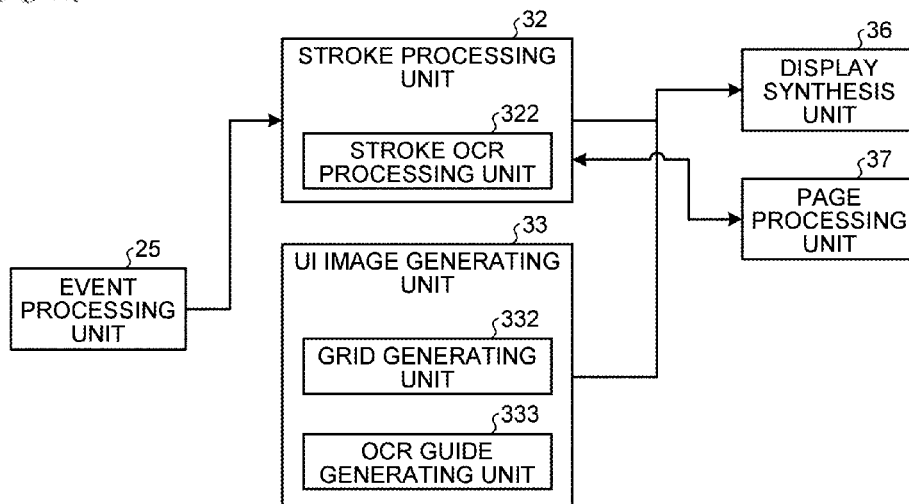 32
STROKE PROCESSING
UNIT
322
STROKE OCR
PROCESSING UNIT
36
DISPLAY
SYNTHESIS
UNIT
37
PAGE
PROCESSING
UNIT
25
EVENT
PROCESSING
UNIT
33
UI IMAGE GENERATING
UNIT
332
GRID GENERATING
UNIT
333
OCR GUIDE
GENERATING UNIT